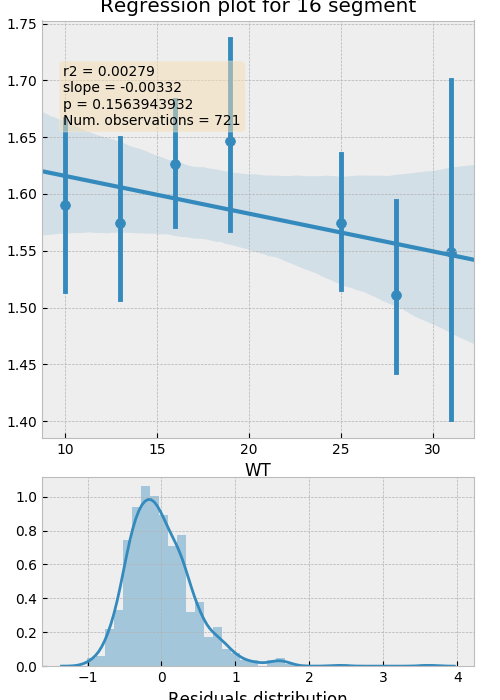 Regression plot for 16 segment
1.75
r2 = 0.00279
slope = -0.00332
p = 0.1563943932
Num. observations = 721
1.70
1.65
1.60
1.55
1.50
1.45
1.40
10 15 20 25 30
WT
1.0
0.8
0.6
0.4
0.2
0.0
−1 0 1 2 3 4
Residuals distribution